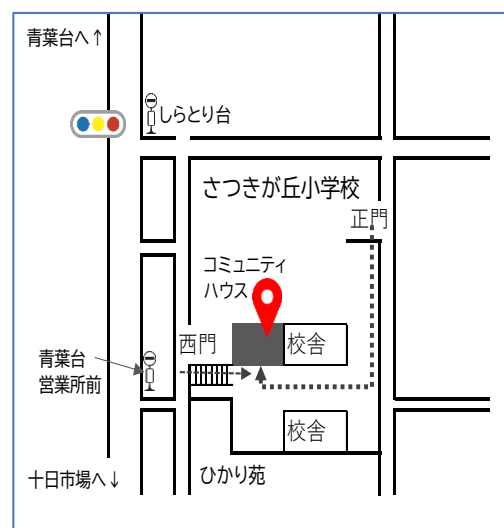 青葉台へ↑
しらとり台
さつきが丘小学校
正門
コミュニティ
ハウス
西門
校舎
青葉台
営業所前
校舎
十日市場へ↓
ひかり苑